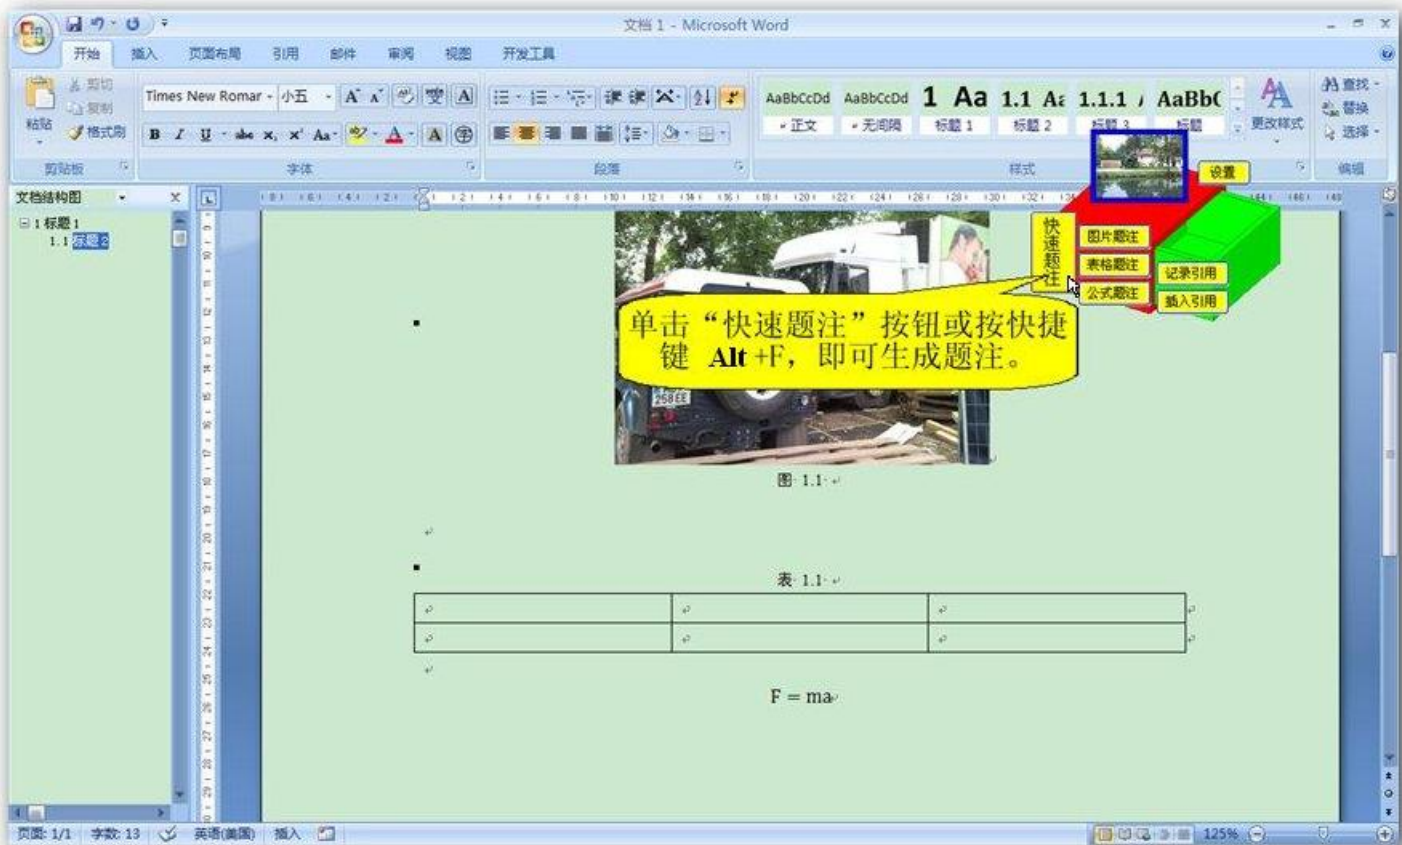 文档 1 - Microsoft Word
开始 插入 页面布局 引用 邮件 审阅 视图 开发工具
粘贴
剪切
复制
格式刷
剪贴板
Times New Romar 小五
B I U abc x, x' Aa A A
字体
段落
AaBbCcDd AaBbCcDd 1 Aa 1.1 Aa 1.1.1 AaBb(
正文 无间隔 标题 1 标题 2 标题 3 标题
更改样式
样式
查找
替换
选择
编辑
文档结构图
1 标题 1
1.1 标题 2
设置
快速题注
图片题注
表格题注
公式题注
记录引用
插入引用
单击“快速题注”按钮或按快捷
键 Alt +F，即可生成题注。
258EE
图 1.1
表 1.1
F = ma
页面: 1/1 字数: 13 英语(美国) 插入 125%